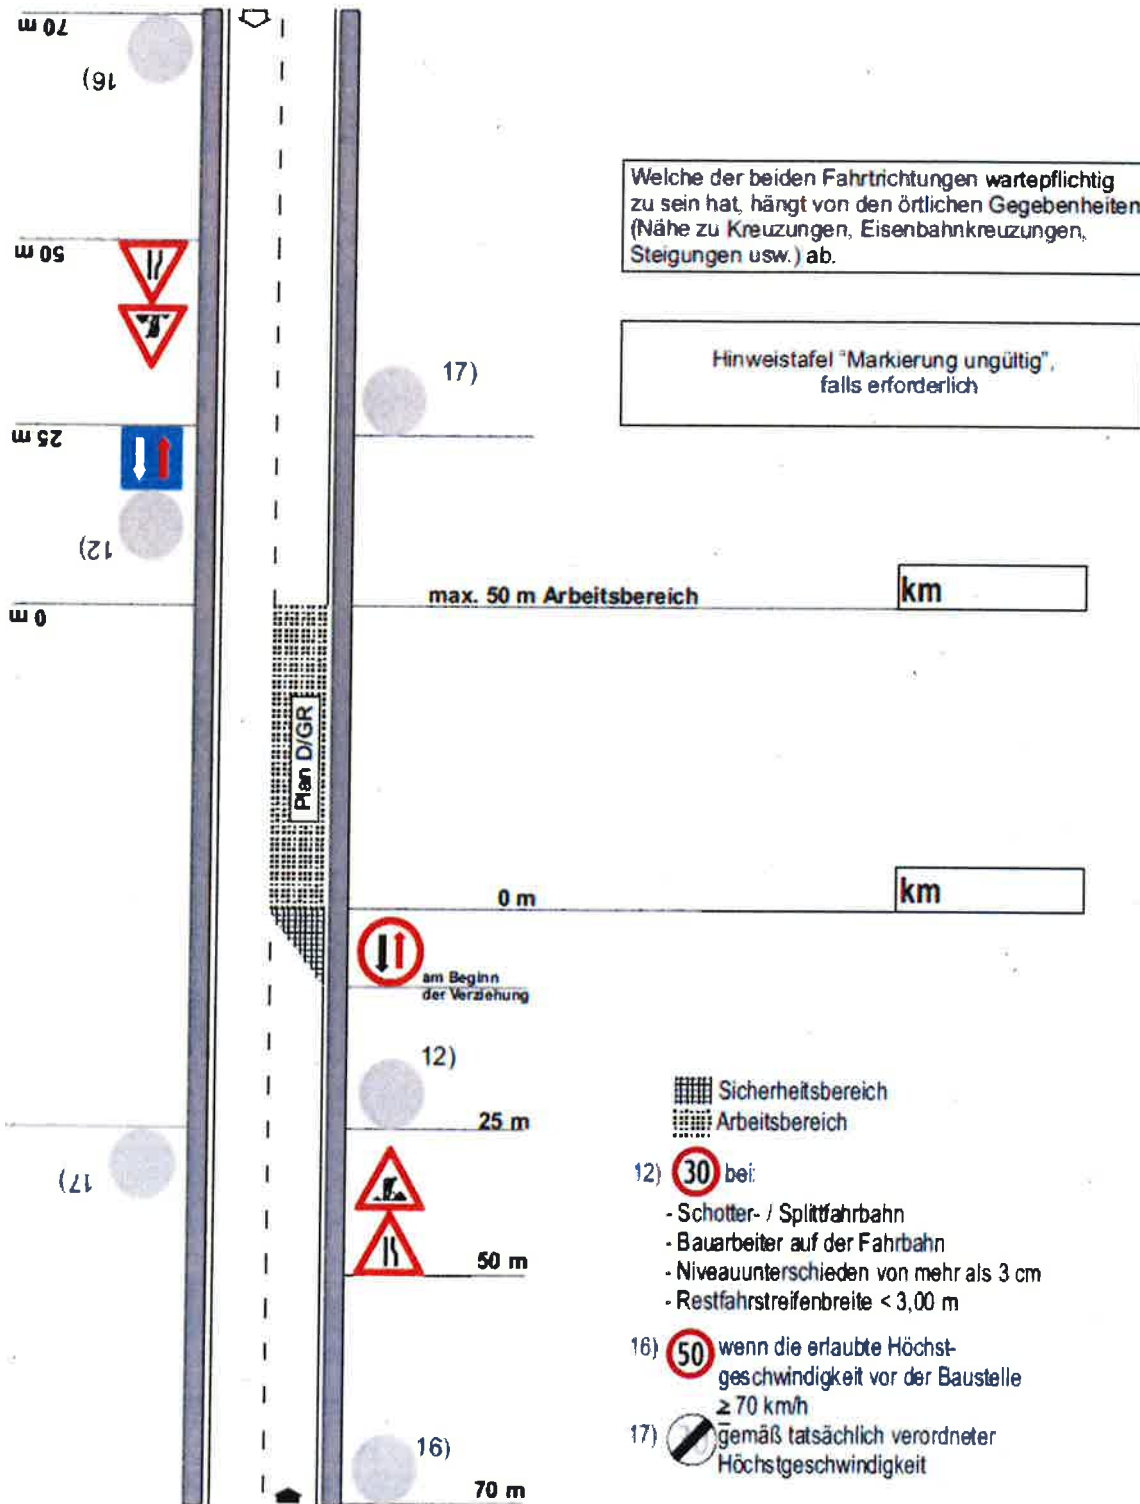 70 m
16)
50 m
25 m
12)
0 m
17)
Welche der beiden Fahrtrichtungen wartepflichtig
zu sein hat, hängt von den örtlichen Gegebenheiten
(Nähe zu Kreuzungen, Eisenbahnkreuzungen,
Steigungen usw.) ab.
Hinweistafel "Markierung ungültig",
falls erforderlich
17)
max. 50 m Arbeitsbereich
km
Plan D/GR
0 m
km
am Beginn
der Verziehung
12)
25 m
50 m
16)
70 m
Sicherheitsbereich
Arbeitsbereich
12) 30 bei:
- Schotter- / Splittfahrbahn
- Bauarbeiter auf der Fahrbahn
- Niveauunterschieden von mehr als 3 cm
- Restfahrstreifenbreite < 3,00 m
16) 50 wenn die erlaubte Höchst-
geschwindigkeit vor der Baustelle
≥ 70 km/h
17) gemäß tatsächlich verordneter
Höchstgeschwindigkeit